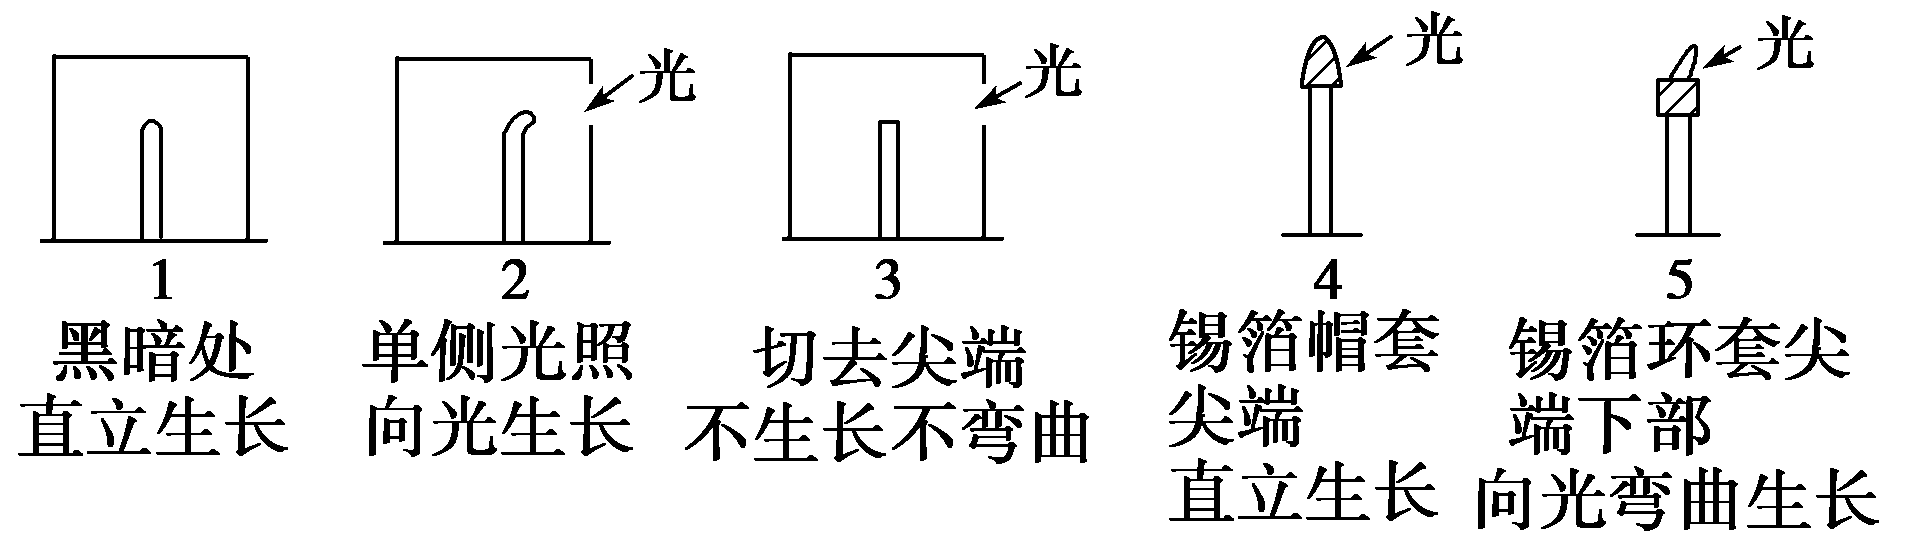 光
光
光
光
1
2
3
4
5
黑暗处
直立生长
单侧光照
向光生长
切去尖端
不生长不弯曲
锡箔帽套
尖端
直立生长
锡箔环套尖
端下部
向光弯曲生长